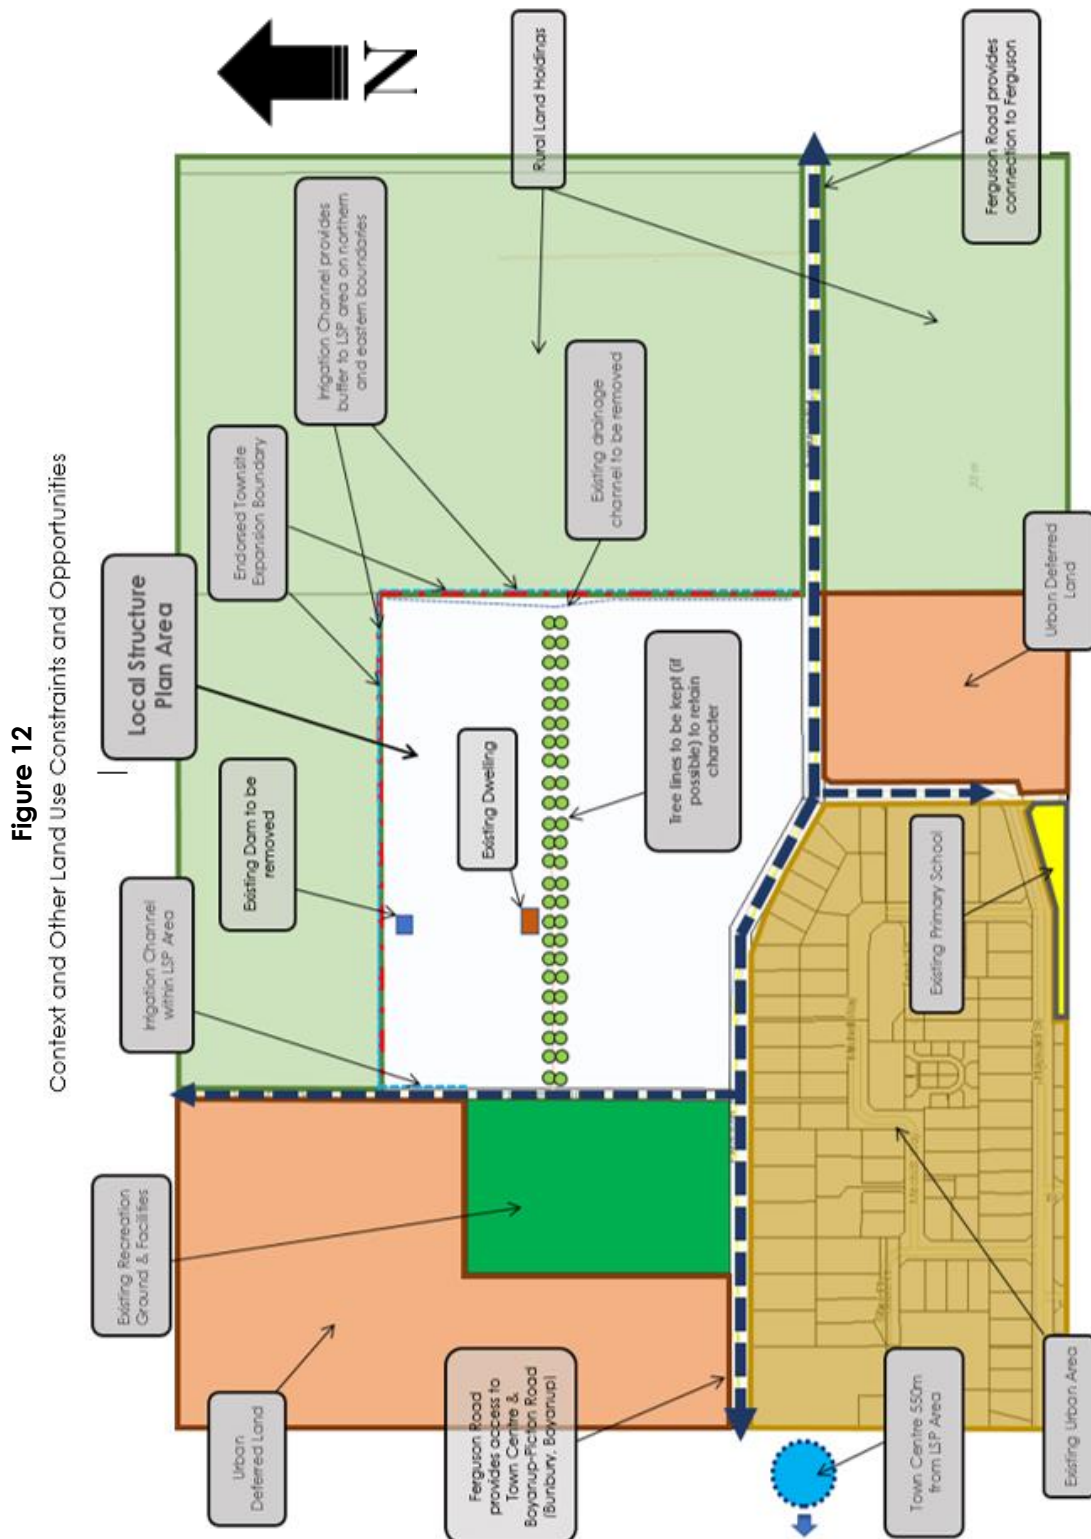 Figure 12
Context and Other Land Use Constraints and Opportunities
N
Local Structure
Plan Area
Existing Recreation
Ground & Facilities
Irrigation Channel
within LSP Area
Existing Dam to be
removed
Endorsed Townsite
Expansion Boundary
Irrigation Channel provides
buffer to LSP area on northern
and eastern boundaries
Rural Land Holdings
Urban
Deferred Land
Existing Dwelling
Existing drainage
channel to be removed
Tree lines to be kept (if
possible) to retain
character
Ferguson Road
provides access to
Town Centre &
Boyanup-Picton Road
(Bunbury, Boyanup)
Town Centre 550m
from LSP Area
Existing Urban Area
Existing Primary School
Urban Deferred
Land
Ferguson Road provides
connection to Ferguson